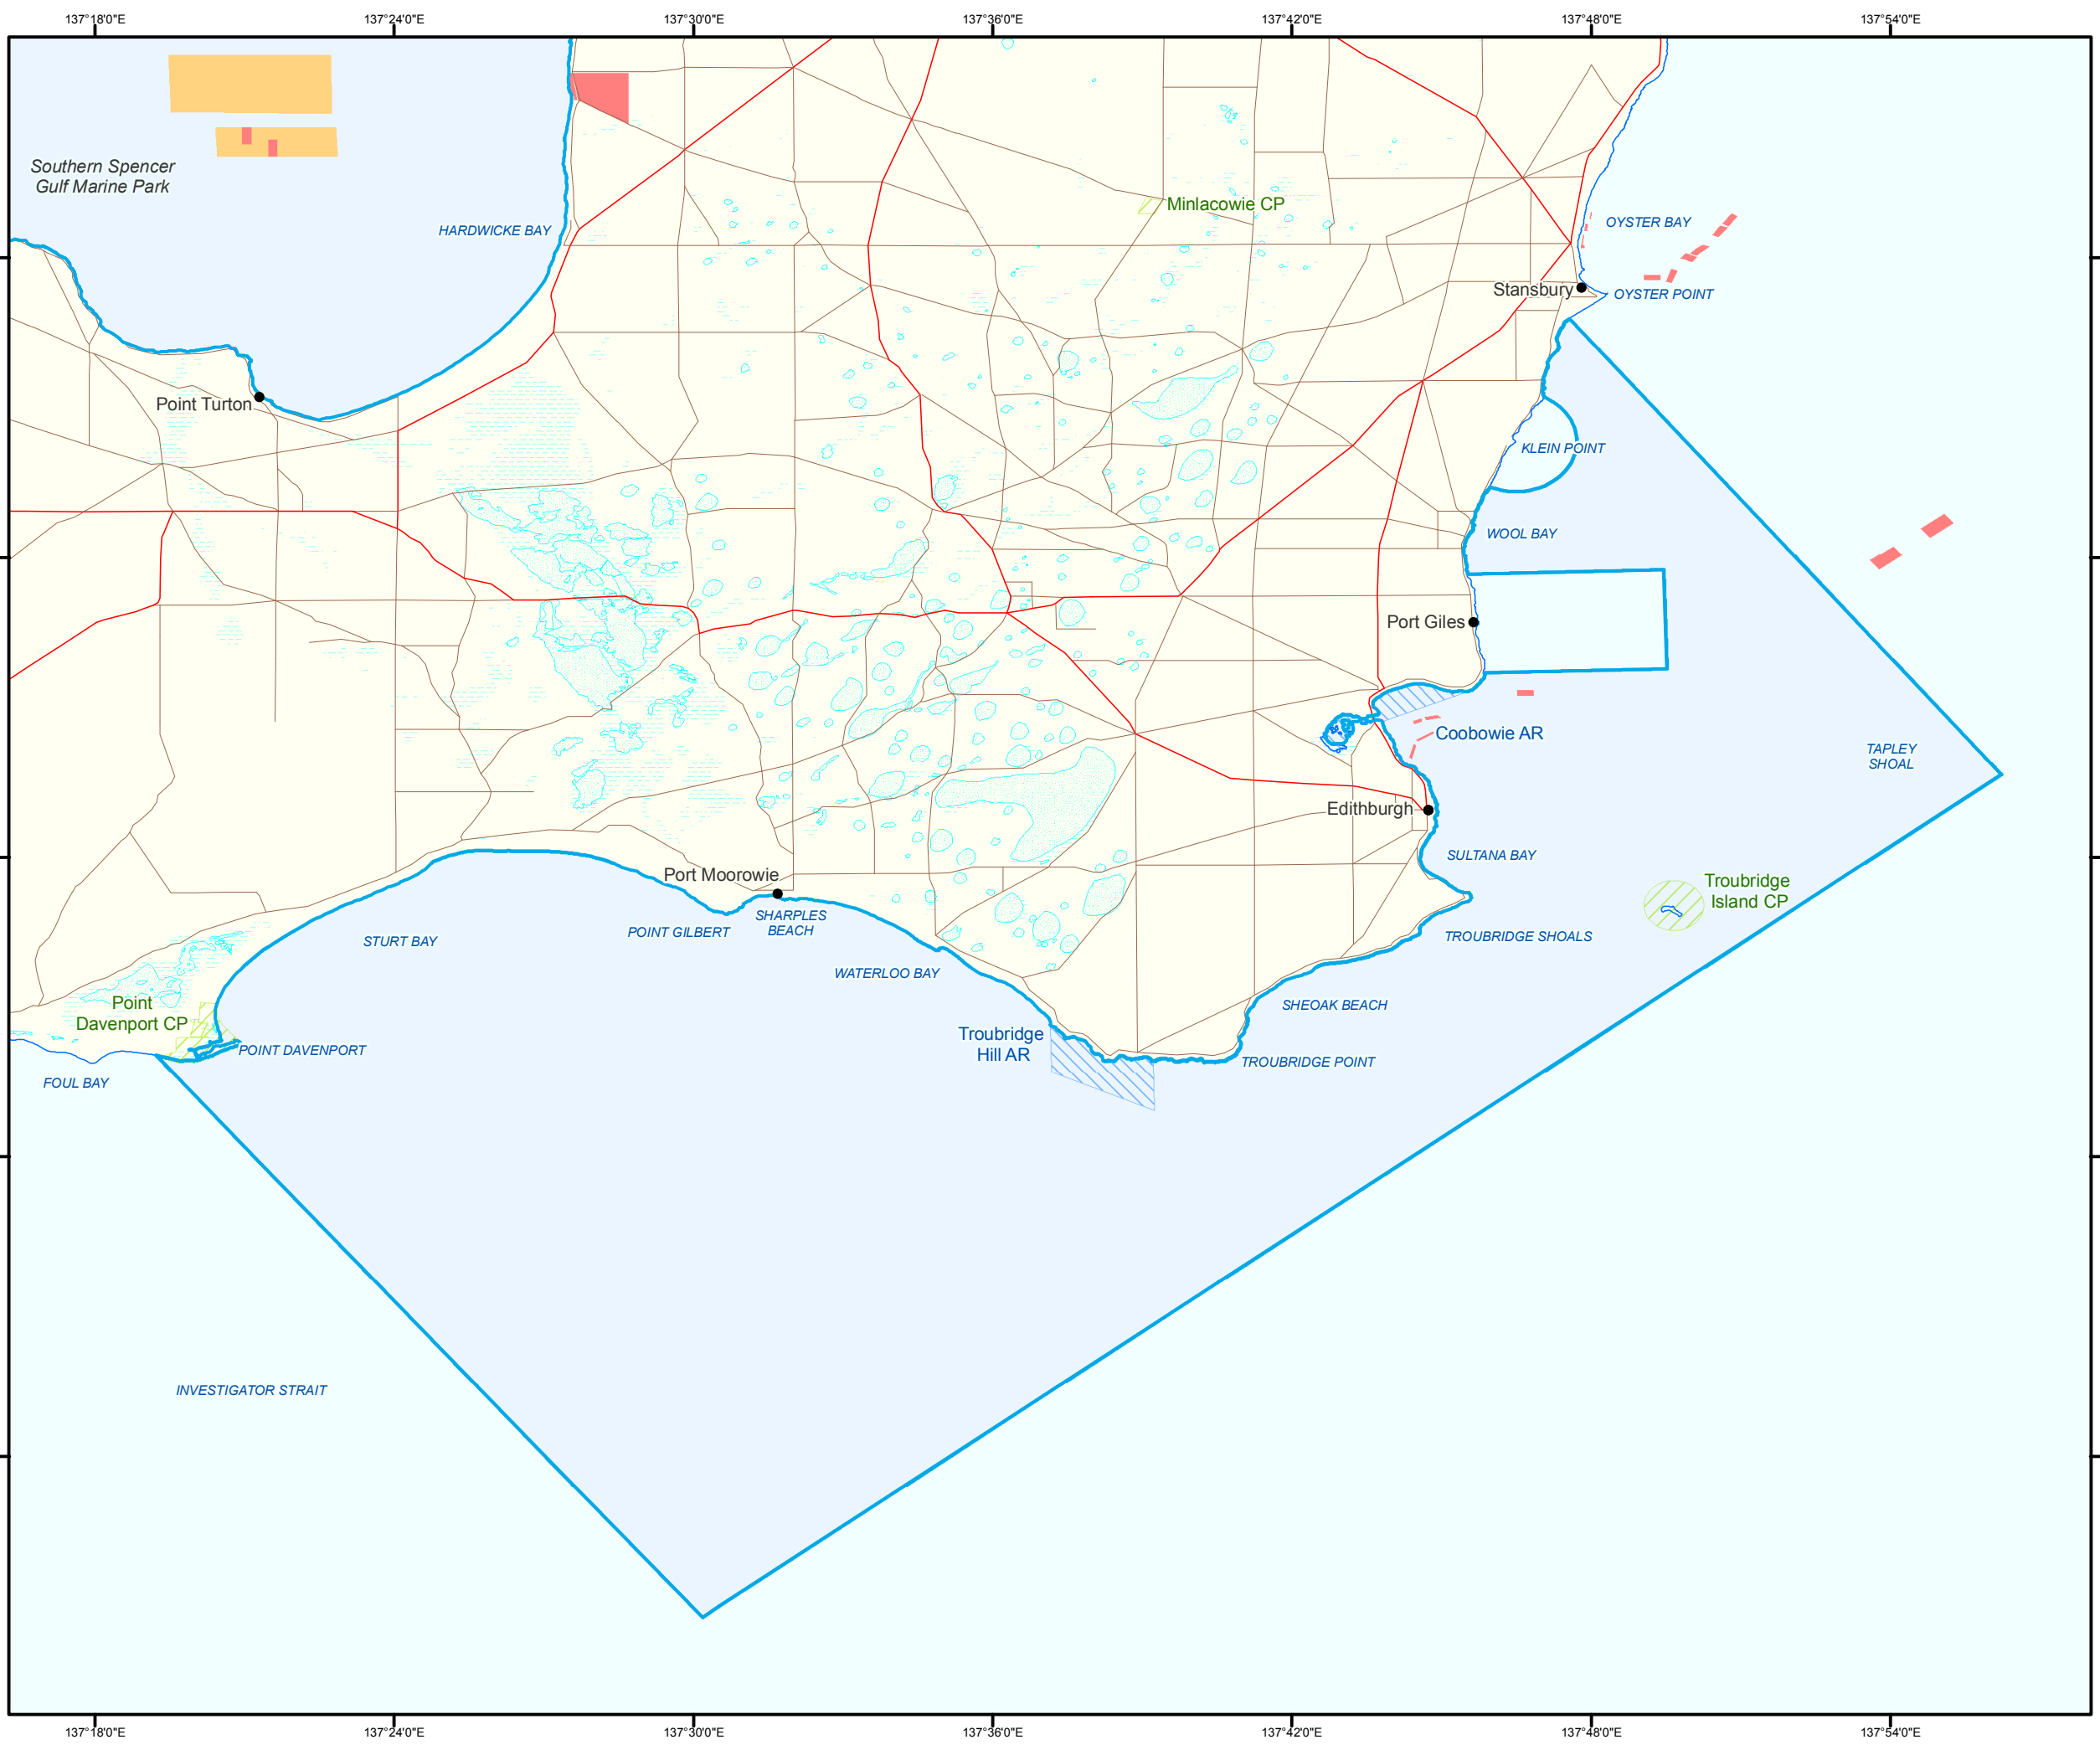 137°18'0"E
137°24'0"E
137°30'0"E
137°36'0"E
137°42'0"E
137°48'0"E
137°54'0"E
Southern Spencer
Gulf Marine Park
HARDWICKE BAY
Minlacowie CP
OYSTER BAY
Stansbury
OYSTER POINT
Point Turton
KLEIN POINT
WOOL BAY
Port Giles
Coobowie AR
TAPLEY
SHOAL
Edithburgh
SULTANA BAY
Port Moorowie
Troubridge
Island CP
SHARPLES
BEACH
POINT GILBERT
STURT BAY
TROUBRIDGE SHOALS
WATERLOO BAY
Point
Davenport CP
SHEOAK BEACH
Troubridge
Hill AR
POINT DAVENPORT
TROUBRIDGE POINT
FOUL BAY
INVESTIGATOR STRAIT
137°18'0"E
137°24'0"E
137°30'0"E
137°36'0"E
137°42'0"E
137°48'0"E
137°54'0"E